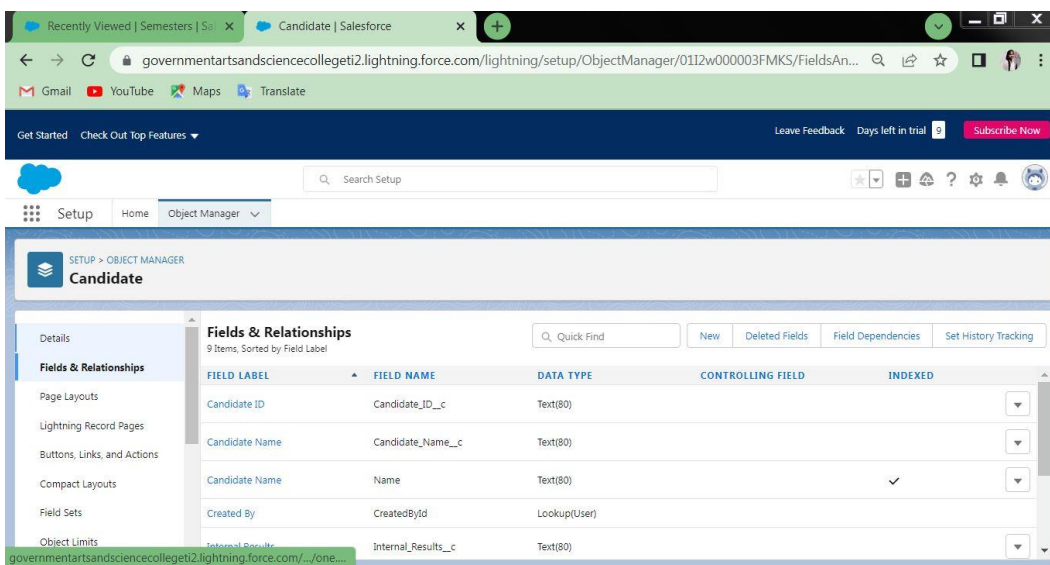 Recently Viewed | Semesters | Sal
Candidate | Salesforce
governmentartsandsciencecollegeti2.lightning.force.com/lightning/setup/ObjectManager/01I2w000003FMKS/FieldsAn...
Gmail YouTube Maps Translate
Get Started Check Out Top Features Leave Feedback Days left in trial 9 Subscribe Now
Search Setup
Setup Home Object Manager
SETUP > OBJECT MANAGER
Candidate
Details
Fields & Relationships
Page Layouts
Lightning Record Pages
Buttons, Links, and Actions
Compact Layouts
Field Sets
Object Limits
Fields & Relationships
9 Items, Sorted by Field Label
Quick Find New Deleted Fields Field Dependencies Set History Tracking
FIELD LABEL FIELD NAME DATA TYPE CONTROLLING FIELD INDEXED
Candidate ID Candidate_ID__c Text(80)
Candidate Name Candidate_Name__c Text(80)
Candidate Name Name Text(80)
Created By CreatedById Lookup(User)
Internal Results Internal_Results__c Text(80)
governmentartsandsciencecollegeti2.lightning.force.com/.../one....